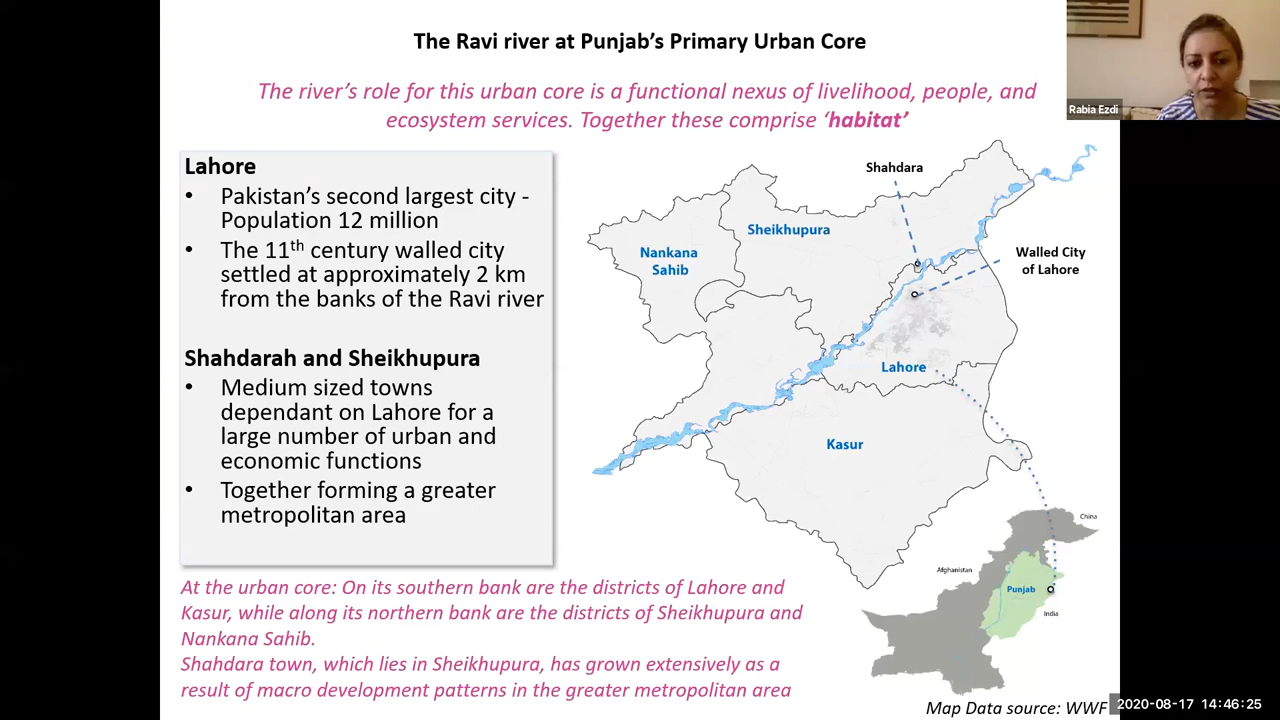 The Ravi river at Punjab's Primary Urban Core
Rabia Ezdi
The river's role for this urban core is a functional nexus of livelihood, people, and
ecosystem services. Together these comprise 'habitat'
Lahore
• Pakistan's second largest city -
Population 12 million
• The 11th century walled city
settled at approximately 2 km
from the banks of the Ravi river
Shahdarah and Sheikhupura
• Medium sized towns
dependant on Lahore for a
large number of urban and
economic functions
• Together forming a greater
metropolitan area
Shahdara
Sheikhupura
Nankana
Sahib
Walled City
of Lahore
Lahore
Kasur
China
Afghanistan
Punjab
India
At the urban core: On its southern bank are the districts of Lahore and
Kasur, while along its northern bank are the districts of Sheikhupura and
Nankana Sahib.
Shahdara town, which lies in Sheikhupura, has grown extensively as a
result of macro development patterns in the greater metropolitan area
Map Data source: WWF
2020-08-17 14:46:25